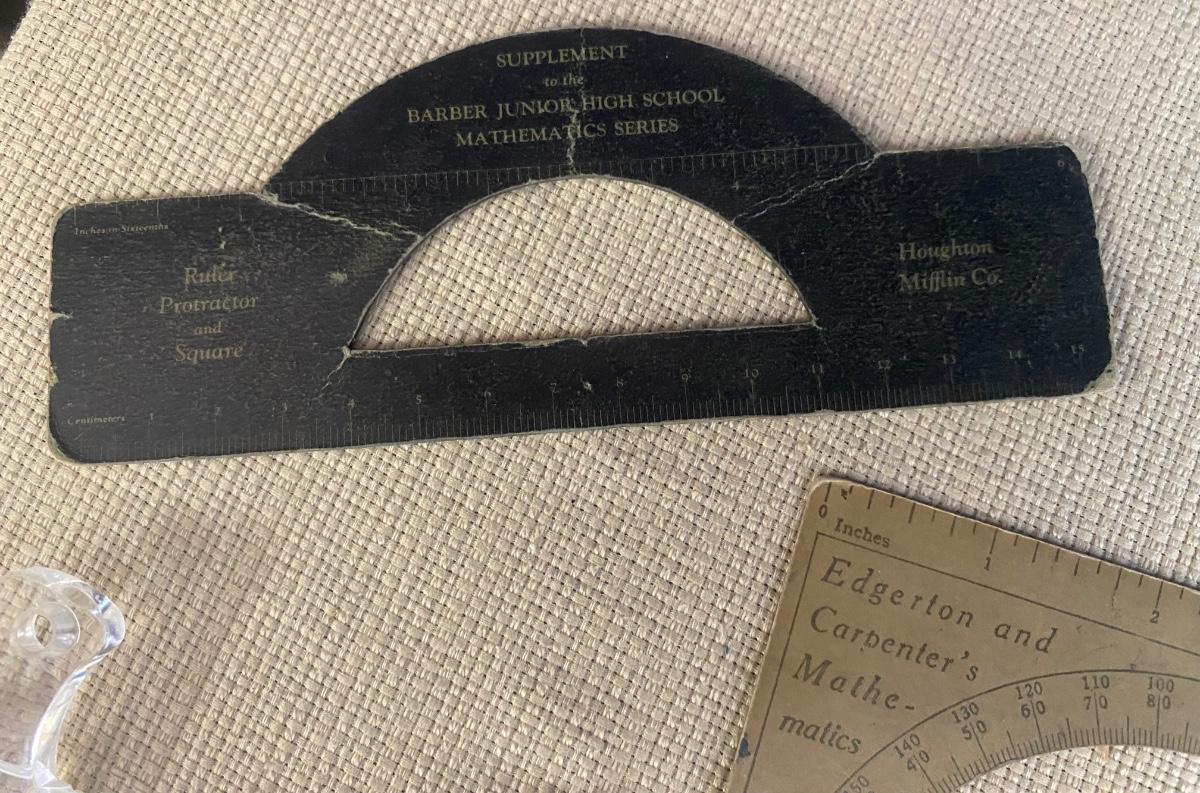 SUPPLEMENT
to the
BARBER JUNIOR HIGH SCHOOL
MATHEMATICS SERIES
Inches in Sixteenths
Ruler
Protractor
and
Square
Houghton
Mifflin Co.
Centimeters 1 2 3 4 5 6 7 8 9 10 11 12 13 14 15
0 1 2
Inches
Edgerton and
Carpenter's
Mathe-
matics
140 130 120 110 100
40 50 60 70 80